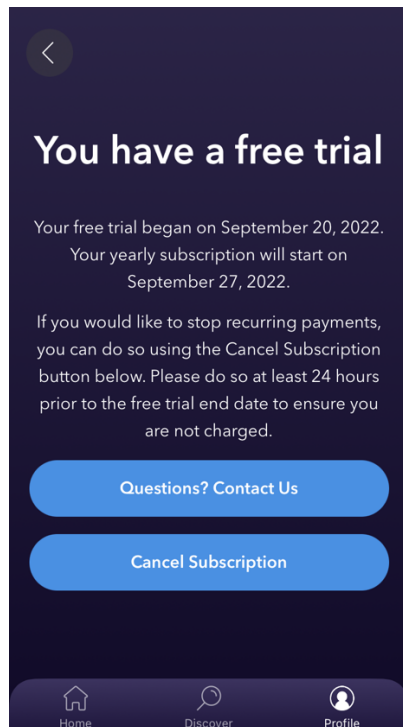 You have a free trial
Your free trial began on September 20, 2022.
Your yearly subscription will start on
September 27, 2022.
If you would like to stop recurring payments,
you can do so using the Cancel Subscription
button below. Please do so at least 24 hours
prior to the free trial end date to ensure you
are not charged.
Questions? Contact Us
Cancel Subscription
Home Discover Profile